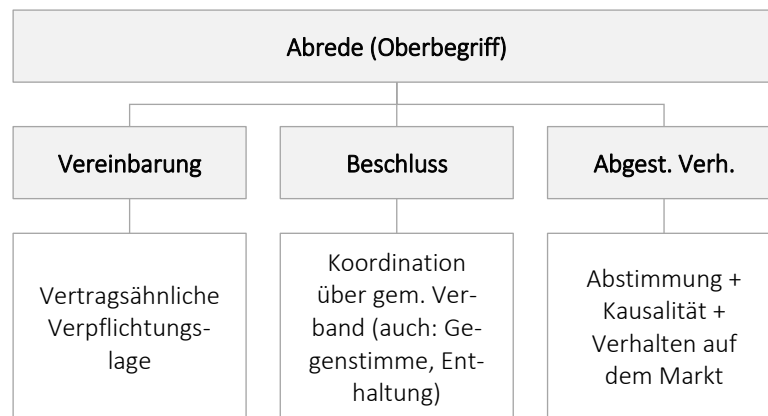 Abrede (Oberbegriff)
Vereinbarung
Beschluss
Abgest. Verh.
Vertragsähnliche
Verpflichtungs-
lage
Koordination
über gem. Ver-
band (auch: Ge-
genstimme, Ent-
haltung)
Abstimmung +
Kausalität +
Verhalten auf
dem Markt